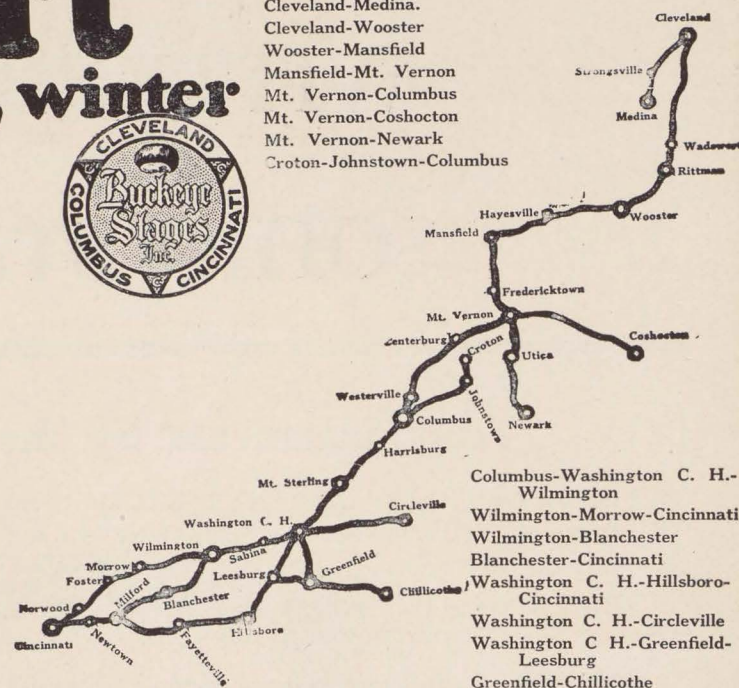 winter
CLEVELAND
COLUMBUS
CINCINNATI
Buckeye
Stages
Inc.
Cleveland-Medina.
Cleveland-Wooster
Wooster-Mansfield
Mansfield-Mt. Vernon
Mt. Vernon-Columbus
Mt. Vernon-Coshocton
Mt. Vernon-Newark
Croton-Johnstown-Columbus
Cleveland
Strongsville
Medina
Rittman
Wooster
Hayesville
Mansfield
Fredericktown
Mt. Vernon
Coshocton
Centerburg
Croton
Utica
Westerville
Columbus
Johnstown
Newark
Harrisburg
Mt. Sterling
Circleville
Washington C. H.
Wilmington
Sabina
Morrow
Foster
Leesburg
Greenfield
Milford
Blanchester
Chillicothe
Norwood
Hillsboro
Cincinnati
Newtown
Fayetteville
Columbus-Washington C. H.-
Wilmington
Wilmington-Morrow-Cincinnati
Wilmington-Blanchester
Blanchester-Cincinnati
Washington C. H.-Hillsboro-
Cincinnati
Washington C. H.-Circleville
Washington C H.-Greenfield-
Leesburg
Greenfield-Chillicothe